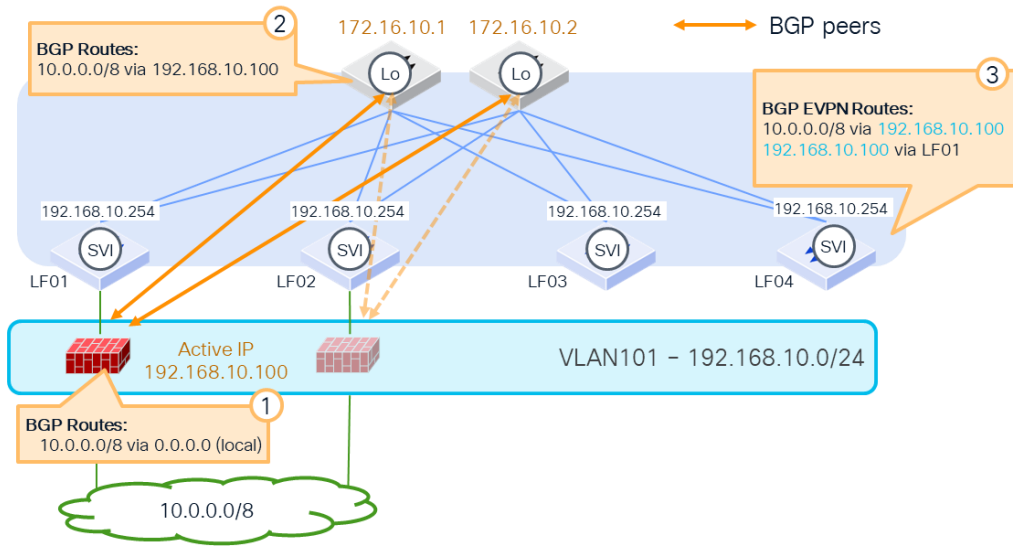 2
172.16.10.1
172.16.10.2
BGP peers
BGP Routes:
10.0.0.0/8 via 192.168.10.100
Lo
Lo
3
BGP EVPN Routes:
10.0.0.0/8 via 192.168.10.100
192.168.10.100 via LF01
192.168.10.254
192.168.10.254
192.168.10.254
192.168.10.254
SVI
SVI
SVI
SVI
LF01
LF02
LF03
LF04
Active IP
192.168.10.100
VLAN101 – 192.168.10.0/24
1
BGP Routes:
10.0.0.0/8 via 0.0.0.0 (local)
10.0.0.0/8